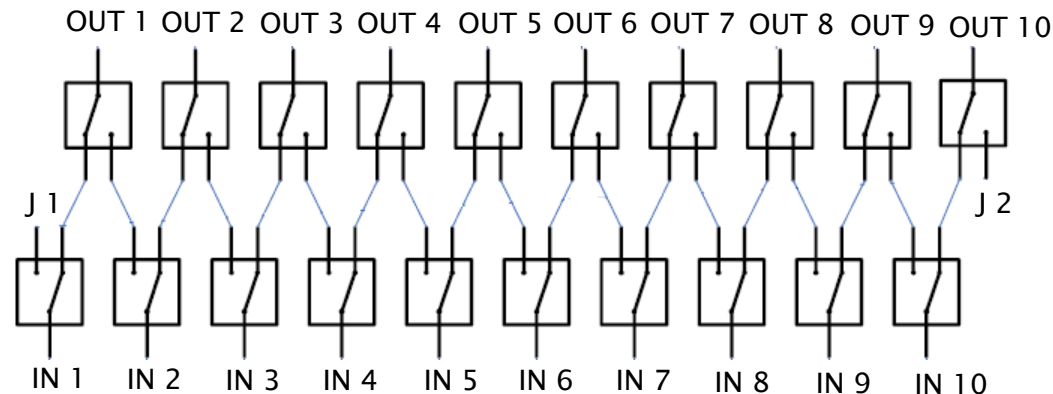 OUT 1 OUT 2 OUT 3 OUT 4 OUT 5 OUT 6 OUT 7 OUT 8 OUT 9 OUT 10
J 1
J 2
IN 1 IN 2 IN 3 IN 4 IN 5 IN 6 IN 7 IN 8 IN 9 IN 10